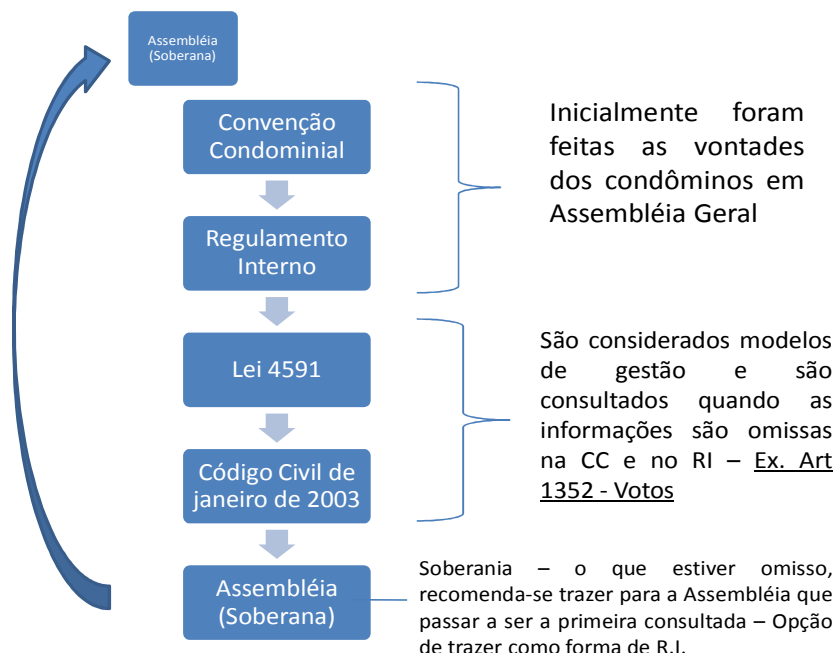 Assembléia
(Soberana)
Convenção
Condominial
Regulamento
Interno
Lei 4591
Código Civil de
janeiro de 2003
Assembléia
(Soberana)
Inicialmente foram
feitas as vontades
dos condôminos em
Assembléia Geral
São considerados modelos
de gestão e são
consultados quando as
informações são omissas
na CC e no RI – Ex. Art
1352 - Votos
Soberania – o que estiver omisso,
recomenda-se trazer para a Assembléia que
passar a ser a primeira consultada – Opção
de trazer como forma de R.I.